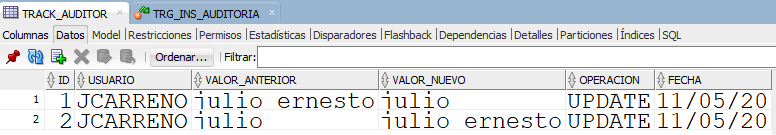 TRACK_AUDITOR TRG_INS_AUDITORIA
Columnas Datos Model Restricciones Permisos Estadísticas Disparadores Flashback Dependencias Detalles Particiones Índices SQL
Ordenar... Filtrar:
ID USUARIO VALOR_ANTERIOR VALOR_NUEVO OPERACION FECHA
1 1 JCARRENO julio ernesto julio UPDATE 11/05/20
2 2 JCARRENO julio julio ernesto UPDATE 11/05/20